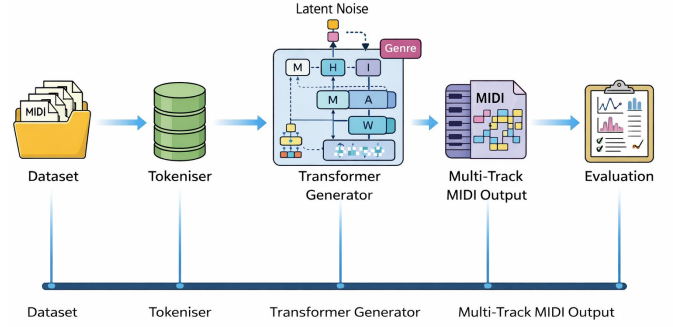 Latent Noise
Genre
M H I
M A
W
MIDI
MIDI
Dataset
Tokeniser
Transformer
Generator
Multi-Track
MIDI Output
Evaluation
Dataset
Tokeniser
Transformer Generator
Multi-Track MIDI Output